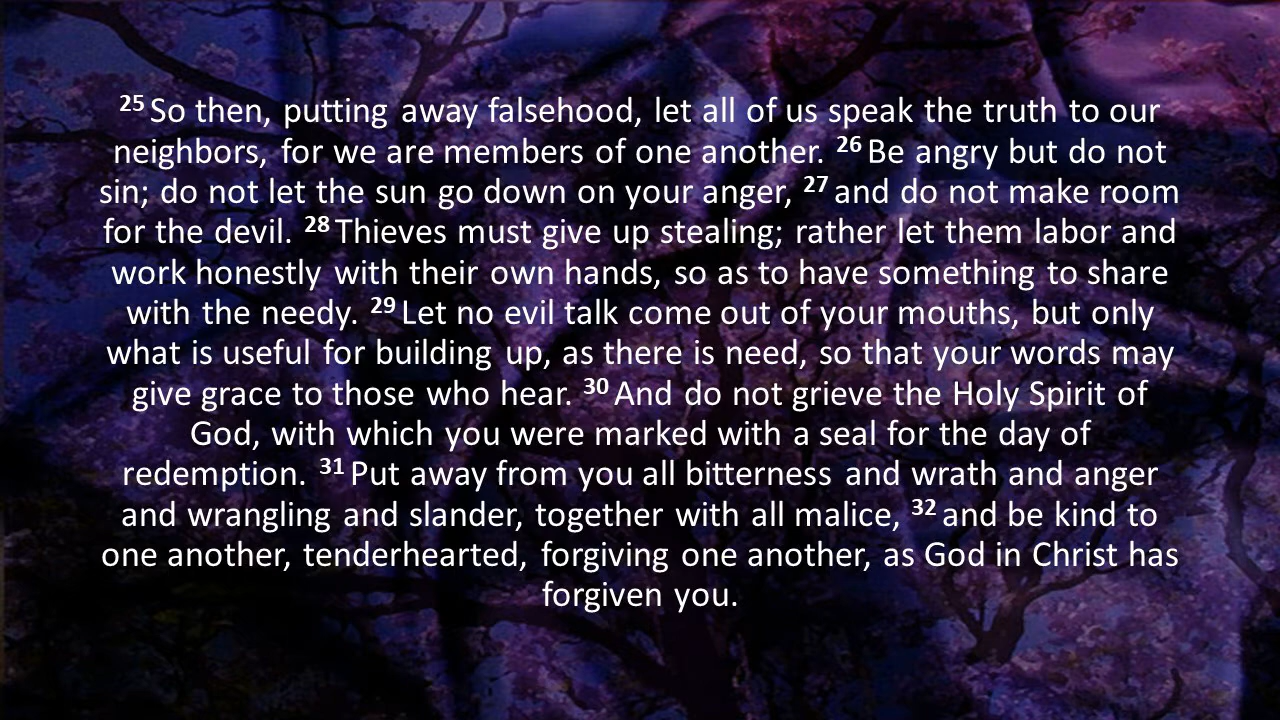 25 So then, putting away falsehood, let all of us speak the truth to our
neighbors, for we are members of one another. 26 Be angry but do not
sin; do not let the sun go down on your anger, 27 and do not make room
for the devil. 28 Thieves must give up stealing; rather let them labor and
work honestly with their own hands, so as to have something to share
with the needy. 29 Let no evil talk come out of your mouths, but only
what is useful for building up, as there is need, so that your words may
give grace to those who hear. 30 And do not grieve the Holy Spirit of
God, with which you were marked with a seal for the day of
redemption. 31 Put away from you all bitterness and wrath and anger
and wrangling and slander, together with all malice, 32 and be kind to
one another, tenderhearted, forgiving one another, as God in Christ has
forgiven you.